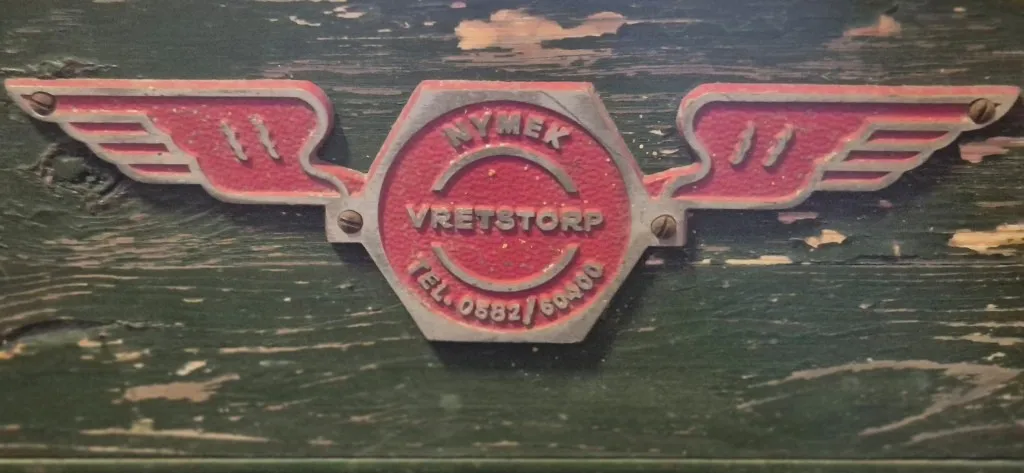 NYMEK
VRETSTORP
TEL. 0582/60400